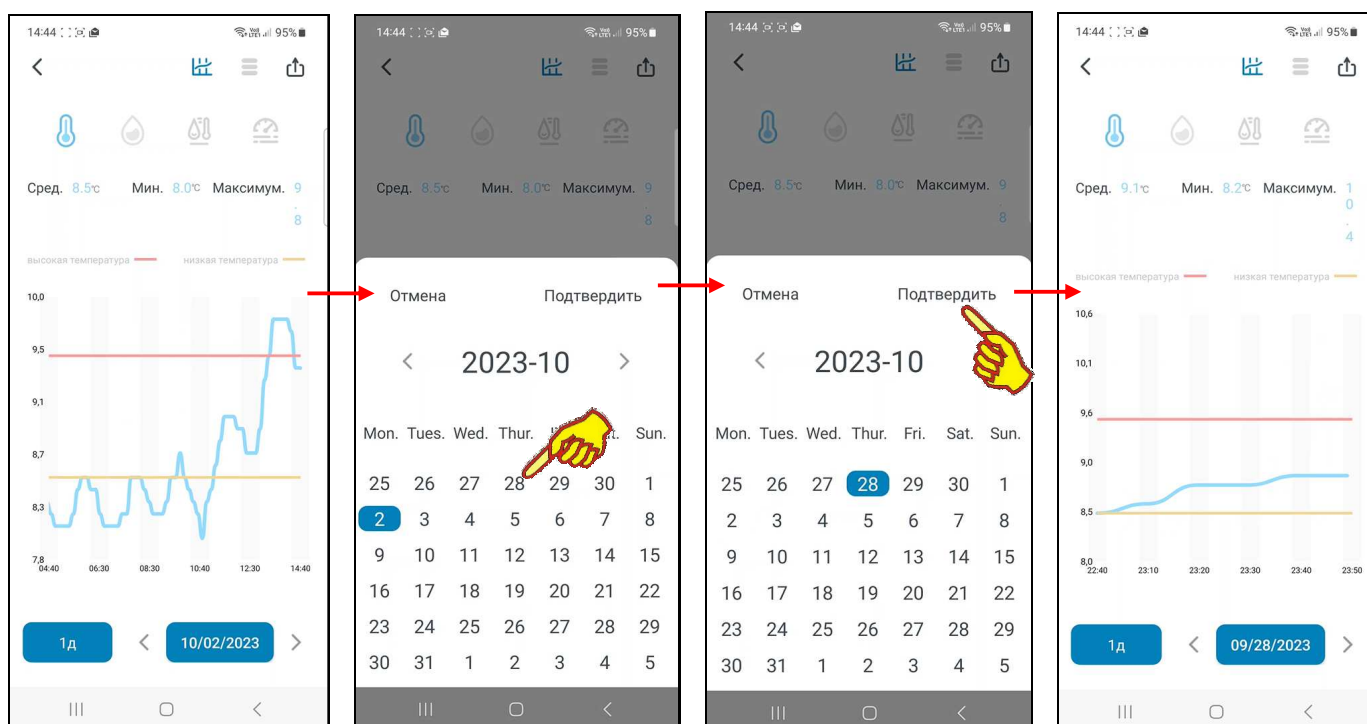 14:44 95%
Сред. 8.5°C Мин. 8.0°C Максимум. 9
.
8
высокая температура низкая температура
10,0
9,5
9,1
8,7
8,3
7,8
04:40 06:30 08:30 10:40 12:30 14:40
1д 10/02/2023
14:44 95%
Сред. 8.5°C Мин. 8.0°C Максимум. 9
.
8
Отмена Подтвердить
2023-10
Mon. Tues. Wed. Thur. Sun.
25 26 27 28 29 30 1
2 3 4 5 6 7 8
9 10 11 12 13 14 15
16 17 18 19 20 21 22
23 24 25 26 27 28 29
30 31 1 2 3 4 5
14:44 95%
Сред. 8.5°C Мин. 8.0°C Максимум. 9
.
8
Отмена Подтвердить
2023-10
Mon. Tues. Wed. Thur. Fri. Sat. Sun.
25 26 27 28 29 30 1
2 3 4 5 6 7 8
9 10 11 12 13 14 15
16 17 18 19 20 21 22
23 24 25 26 27 28 29
30 31 1 2 3 4 5
14:44 95%
Сред. 9.1°C Мин. 8.2°C Максимум. 1
0
.
4
высокая температура низкая температура
10,6
10,1
9,6
9,0
8,5
8,0
22:40 23:10 23:20 23:30 23:40 23:50
1д 09/28/2023